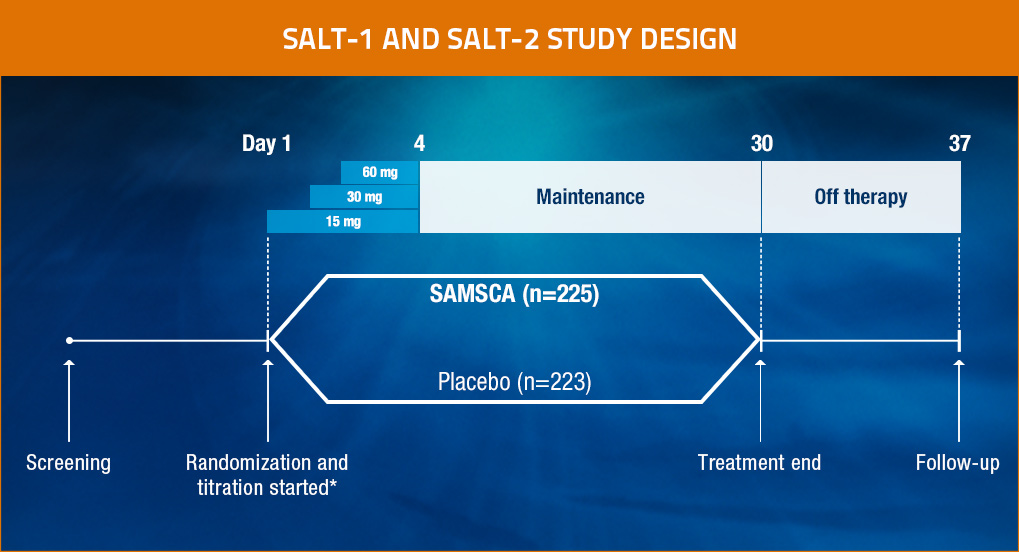 SALT-1 AND SALT-2 STUDY DESIGN
Day 1
4
30
37
60 mg
30 mg
15 mg
Maintenance
Off therapy
SAMSCA (n=225)
Placebo (n=223)
Screening
Randomization and
titration started*
Treatment end
Follow-up